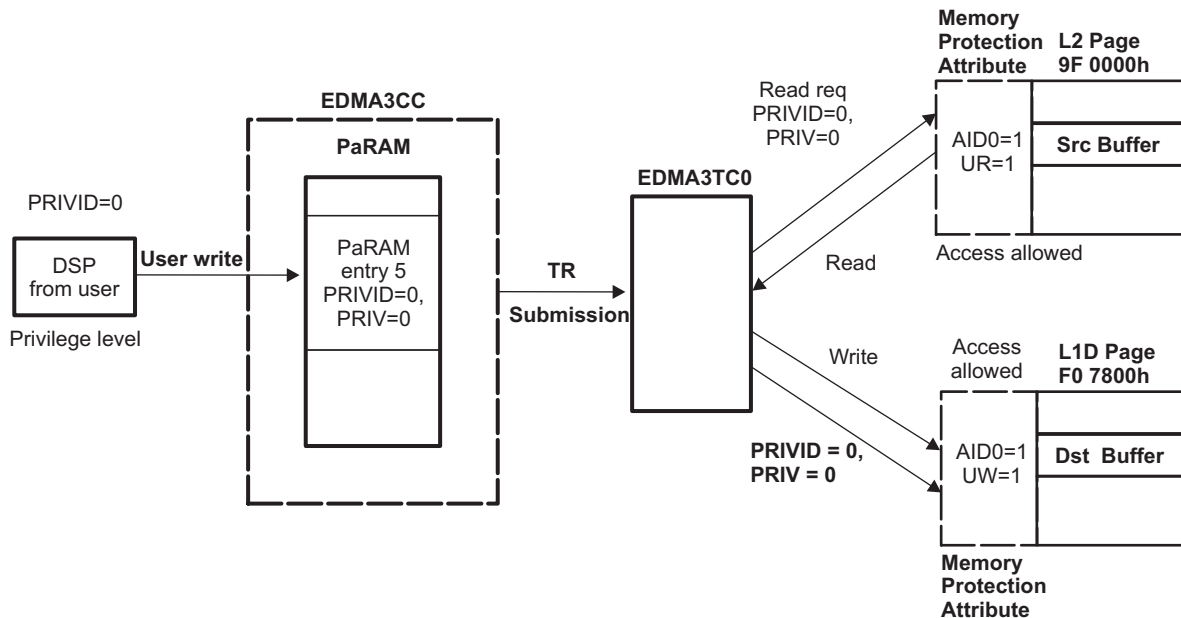 PRIVID=0
DSP
from user
Privilege level
User write
EDMA3CC
PaRAM
PaRAM
entry 5
PRIVID=0,
PRIV=0
TR
Submission
EDMA3TC0
Read req
PRIVID=0,
PRIV=0
Read
Memory
Protection
Attribute
L2 Page
9F 0000h
AID0=1
UR=1
Src Buffer
Access allowed
Write
PRIVID = 0,
PRIV = 0
Access
allowed
L1D Page
F0 7800h
AID0=1
UW=1
Dst Buffer
Memory
Protection
Attribute